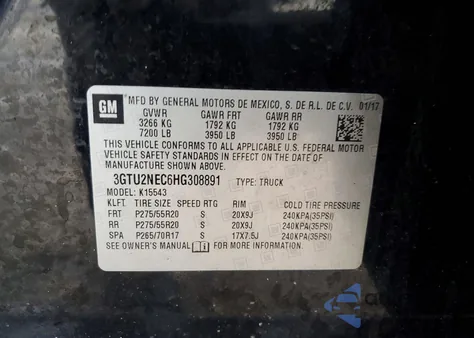 GM
MFD BY GENERAL MOTORS DE MEXICO, S. DE R.L. DE C.V. 01/17
GVWR GAWR FRT GAWR RR
3266 KG 1792 KG 1792 KG
7200 LB 3950 LB 3950 LB
THIS VEHICLE CONFORMS TO ALL APPLICABLE U.S. FEDERAL MOTOR
VEHICLE SAFETY STANDARDS IN EFFECT ON THE DATE OF
MANUFACTURE SHOWN ABOVE.
3GTU2NEC6HG308891 TYPE: TRUCK
MODEL: K15543
KLFT TIRE SIZE SPEED RTG RIM COLD TIRE PRESSURE
FRT P275/55R20 S 20X9J 240KPA(35PSI)
RR P275/55R20 S 20X9J 240KPA(35PSI)
SPA P265/70R17 S 17X7.5J 240KPA(35PSI)
SEE OWNER'S MANUAL FOR MORE INFORMATION.